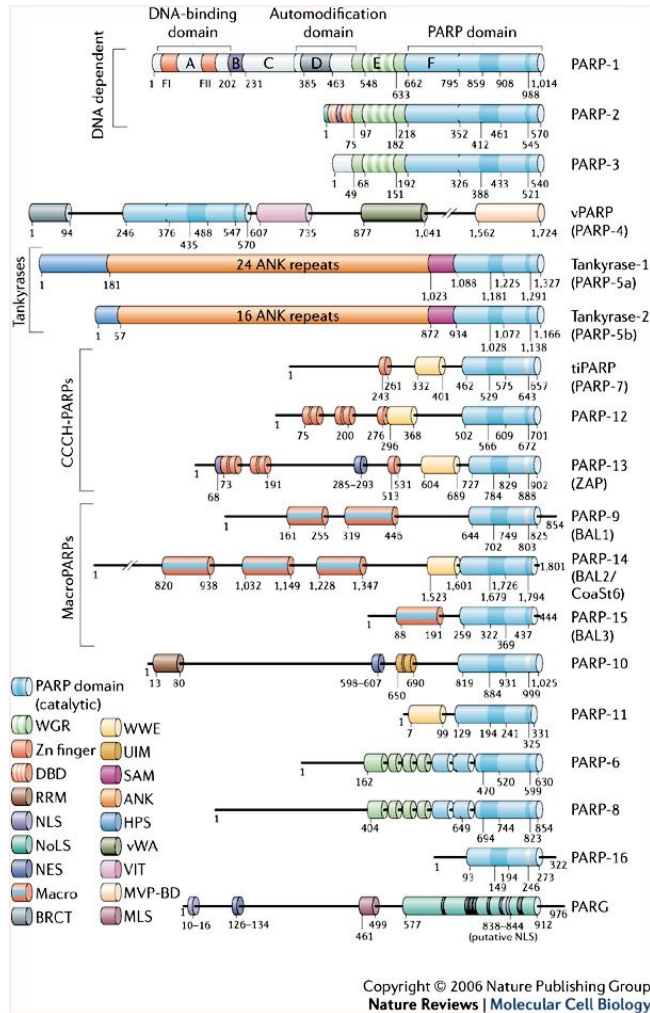 DNA-binding domain
Automodification domain
PARP domain
DNA dependent
A B C D E F
1 FI FII 202 231 385 463 548 633 662 795 859 908 988 1,014
PARP-1
1 75 97 182 218 352 412 461 545 570
PARP-2
1 49 68 151 192 326 388 433 521 540
PARP-3
1 94 246 376 435 488 547 570 607 735 877 1,041 1,562 1,724
vPARP (PARP-4)
Tankyrases
24 ANK repeats
1 181 1,023 1,088 1,181 1,225 1,291 1,327
Tankyrase-1 (PARP-5a)
16 ANK repeats
1 57 872 934 1,028 1,072 1,138 1,166
Tankyrase-2 (PARP-5b)
CCCH-PARPs
1 243 261 332 401 462 529 575 643 657
tiPARP (PARP-7)
1 75 200 276 296 368 502 566 609 672 701
PARP-12
1 68 73 191 285–293 513 531 604 689 727 784 829 888 902
PARP-13 (ZAP)
MacroPARPs
1 161 255 319 446 644 702 749 803 825 854
PARP-9 (BAL1)
1 820 938 1,032 1,149 1,228 1,347 1,523 1,601 1,679 1,726 1,794 1,801
PARP-14 (BAL2/ CoaSt6)
1 88 191 259 322 369 437 444
PARP-15 (BAL3)
1 13 80 598–607 650 690 819 884 931 999 1,025
PARP-10
1 7 99 129 194 241 325 331
PARP-11
1 162 470 520 599 630
PARP-6
1 404 649 694 744 823 854
PARP-8
1 93 149 194 246 273 322
PARP-16
1 10–16 126–134 461 499 577 838–844 (putative NLS) 912 976
PARG
PARP domain (catalytic)
WGR
Zn finger
DBD
RRM
NLS
NoLS
NES
Macro
BRCT
WWE
UIM
SAM
ANK
HPS
vWA
VIT
MVP-BD
MLS
Copyright © 2006 Nature Publishing Group
Nature Reviews | Molecular Cell Biology